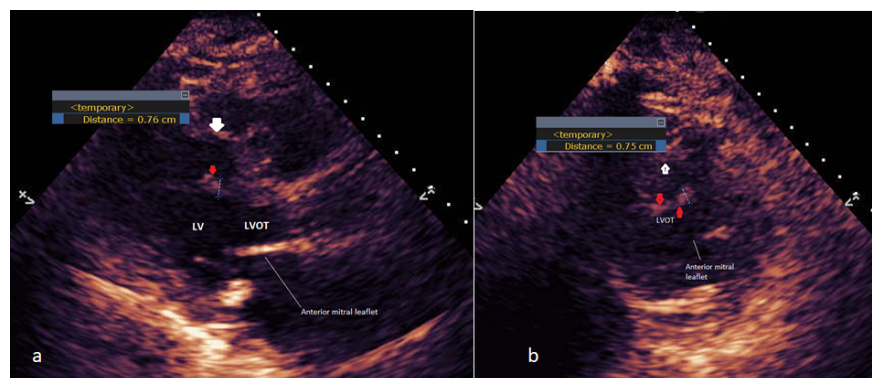 <temporary>
Distance = 0.76 cm
LV
LVOT
Anterior mitral leaflet
a
<temporary>
Distance = 0.75 cm
LVOT
Anterior mitral
leaflet
b